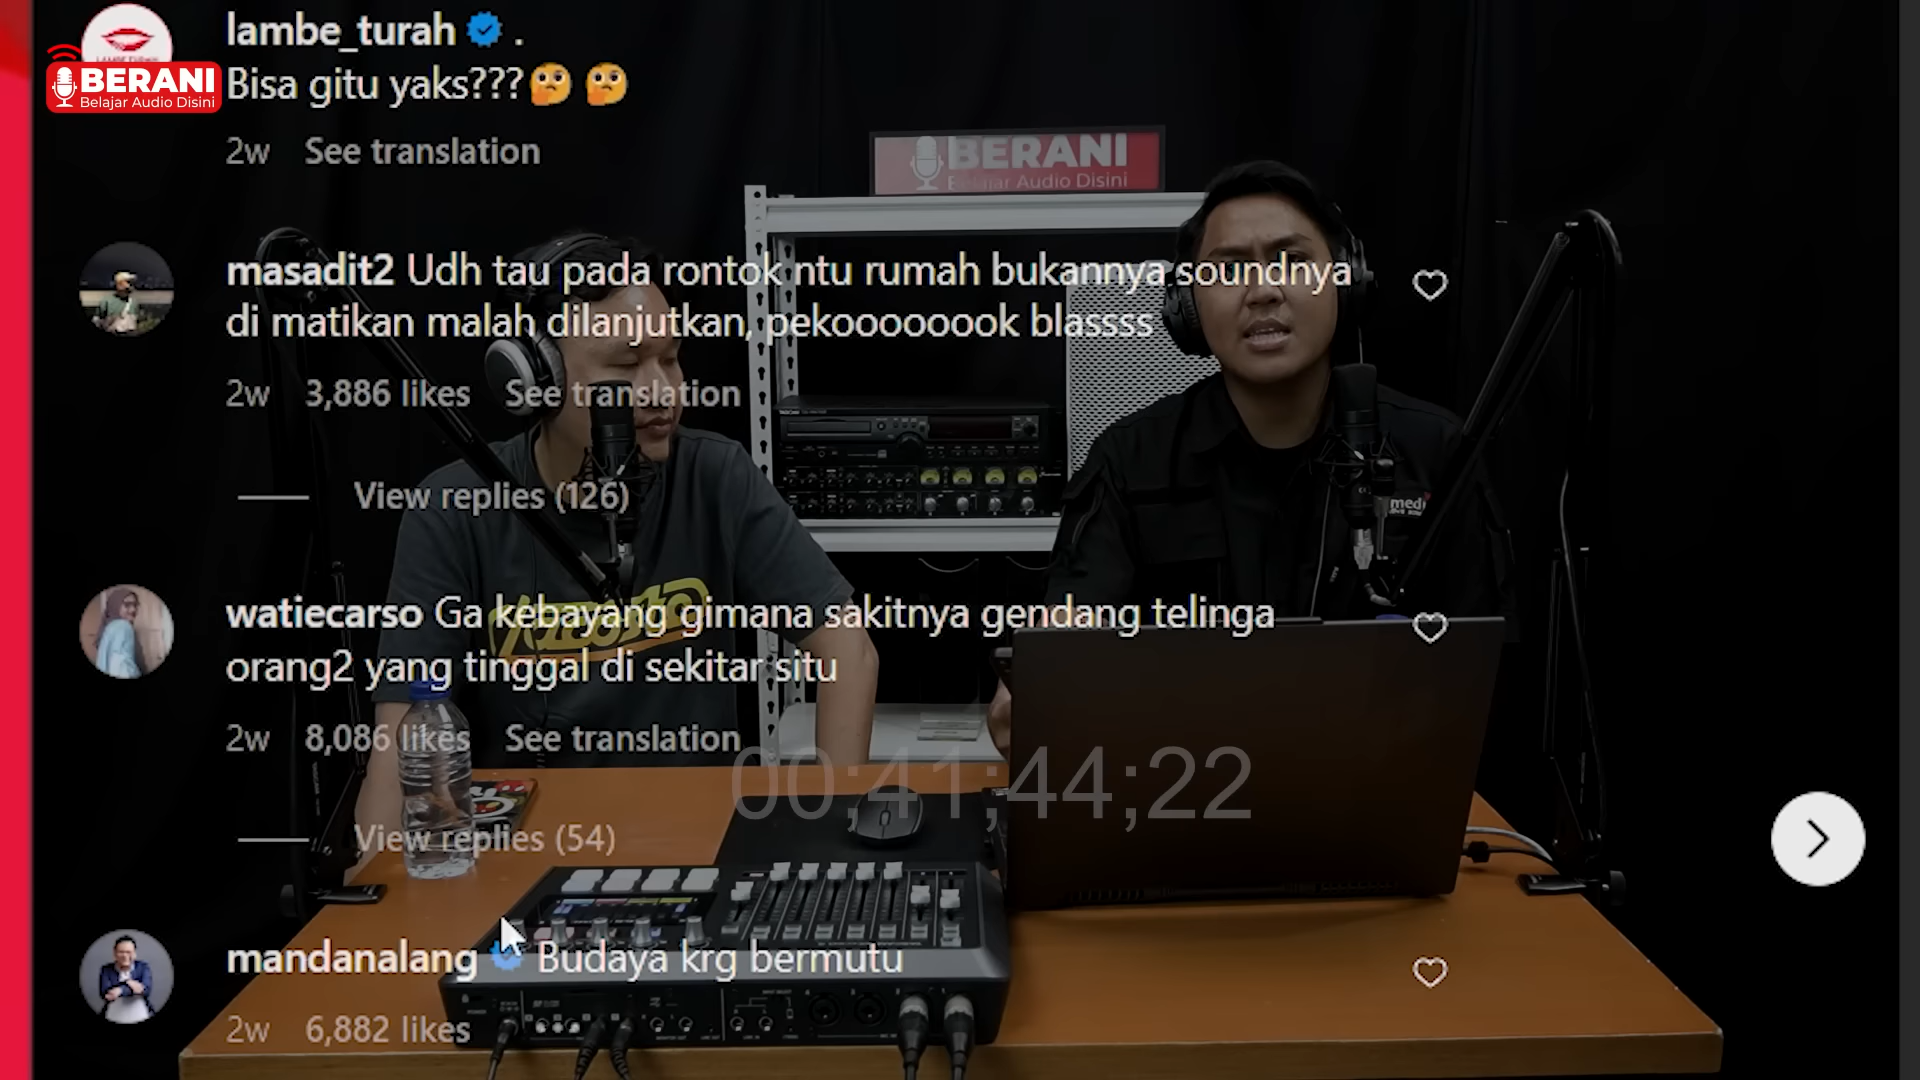 lambe_turah .
Bisa gitu yaks???🤔 🤔
BERANI
Belajar Audio Disini
2w See translation
BERANI
Belajar Audio Disini
masadit2 Udh tau pada rontok ntu rumah bukannya soundnya
di matikan malah dilanjutkan, pekoooooook blassss
2w 3,886 likes See translation
View replies (126)
medi
watiecarso Ga kebayang gimana sakitnya gendang telinga
orang2 yang tinggal di sekitar situ
2w 8,086 likes See translation
00;41;44;22
View replies (54)
mandanalang Budaya krg bermutu
2w 6,882 likes